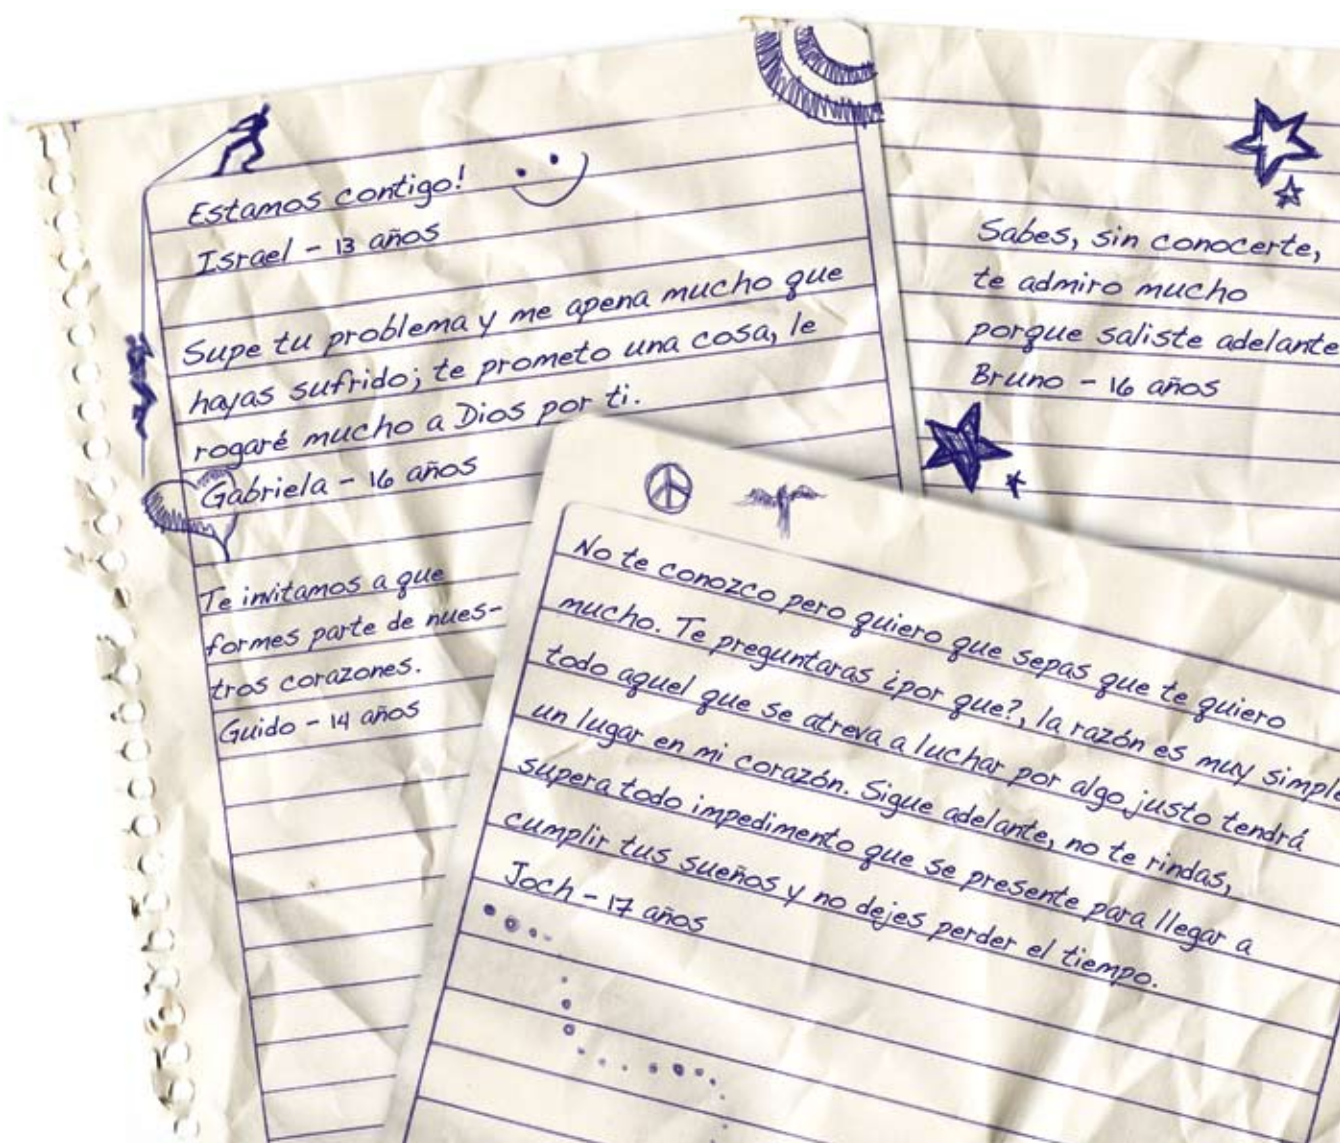 Estamos contigo!
Israel - 13 años
Supe tu problema y me apena mucho que
hayas sufrido; te prometo una cosa, le
rogaré mucho a Dios por ti.
Gabriela - 16 años
Te invitamos a que
formes parte de nues-
tros corazones.
Guido - 14 años
Sabes, sin conocerte,
te admiro mucho
porque saliste adelante
Bruno - 16 años
No te conozco pero quiero que sepas que te quiero
mucho. Te preguntaras ¿por que?, la razón es muy simple
todo aquel que se atreva a luchar por algo justo tendrá
un lugar en mi corazón. Sigue adelante, no te rindas,
supera todo impedimento que se presente para llegar a
cumplir tus sueños y no dejes perder el tiempo.
Joch - 17 años